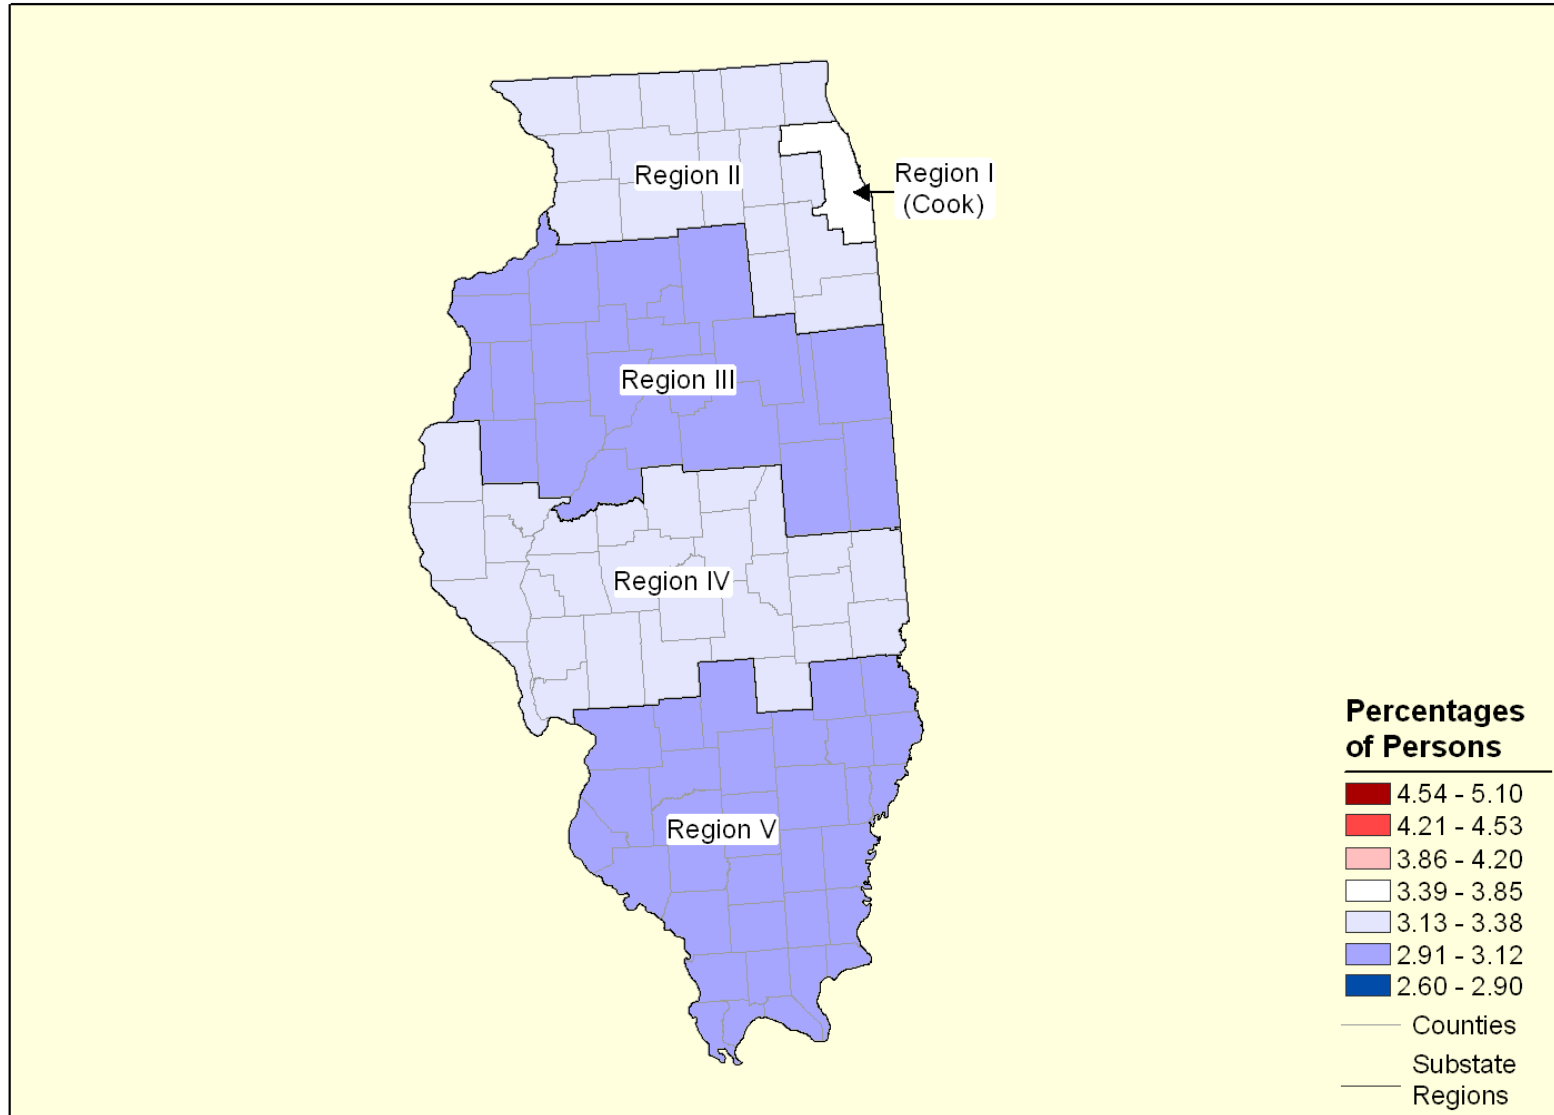 Region II
Region I
(Cook)
Region III
Region IV
Region V
Percentages
of Persons
4.54 - 5.10
4.21 - 4.53
3.86 - 4.20
3.39 - 3.85
3.13 - 3.38
2.91 - 3.12
2.60 - 2.90
Counties
Substate
Regions